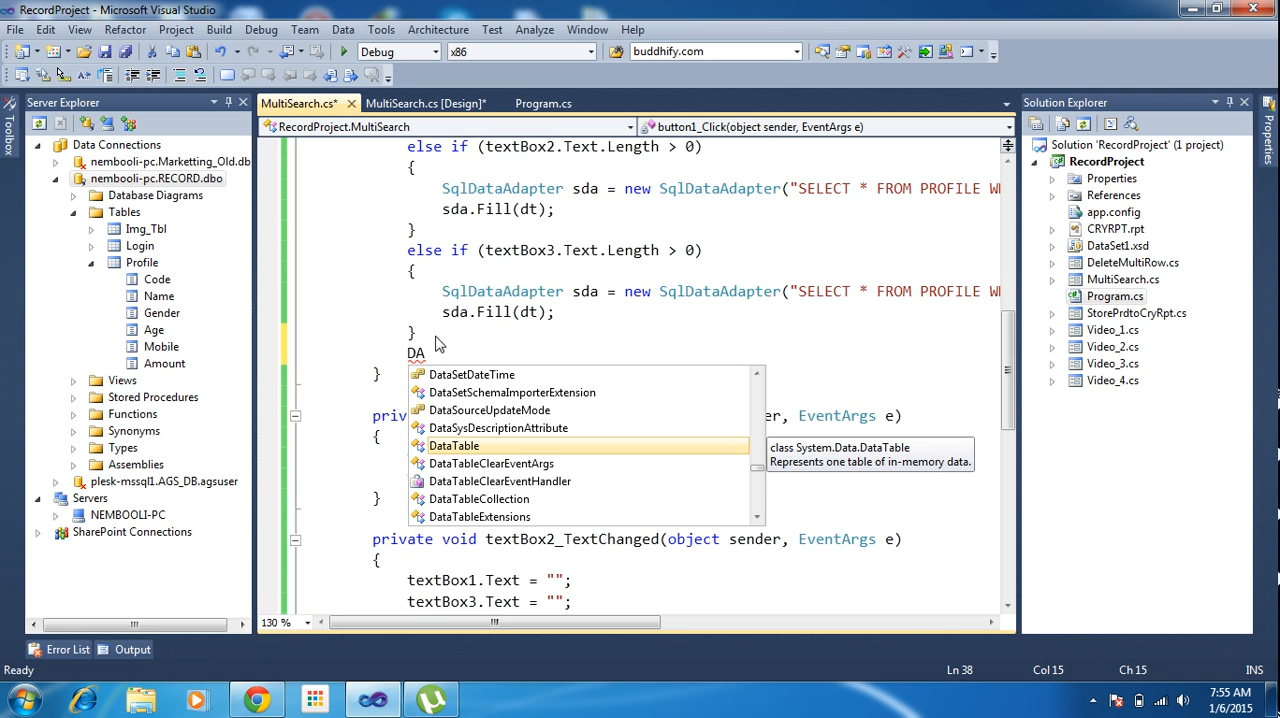 RecordProject - Microsoft Visual Studio
File Edit View Refactor Project Build Debug Team Data Tools Architecture Test Analyze Window Help
Debug x86 buddhify.com
Server Explorer
Data Connections
nembooli-pc.Marketting_Old.db
nembooli-pc.RECORD.dbo
Database Diagrams
Tables
Img_Tbl
Login
Profile
Code
Name
Gender
Age
Mobile
Amount
Views
Stored Procedures
Functions
Synonyms
Types
Assemblies
plesk-mssql1.AGS_DB.agsuser
Servers
NEMBOOLI-PC
SharePoint Connections
Toolbox
MultiSearch.cs* MultiSearch.cs [Design]* Program.cs
RecordProject.MultiSearch button1_Click(object sender, EventArgs e)
else if (textBox2.Text.Length > 0)
{
SqlDataAdapter sda = new SqlDataAdapter("SELECT * FROM PROFILE WH
sda.Fill(dt);
}
else if (textBox3.Text.Length > 0)
{
SqlDataAdapter sda = new SqlDataAdapter("SELECT * FROM PROFILE WH
sda.Fill(dt);
}
DA
}
DataSetDateTime
DataSetSchemaImporterExtension
DataSourceUpdateMode
DataSysDescriptionAttribute
DataTable
DataTableClearEventArgs
DataTableClearEventHandler
DataTableCollection
DataTableExtensions
class System.Data.DataTable
Represents one table of in-memory data.
priv er, EventArgs e)
{
}
private void textBox2_TextChanged(object sender, EventArgs e)
{
textBox1.Text = "";
textBox3.Text = "";
130 %
Solution Explorer
Solution 'RecordProject' (1 project)
RecordProject
Properties
References
app.config
CRYRPT.rpt
DataSet1.xsd
DeleteMultiRow.cs
MultiSearch.cs
Program.cs
StorePrdtoCryRpt.cs
Video_1.cs
Video_2.cs
Video_3.cs
Video_4.cs
Properties
Error List Output
Ready Ln 38 Col 15 Ch 15 INS
7:55 AM
1/6/2015